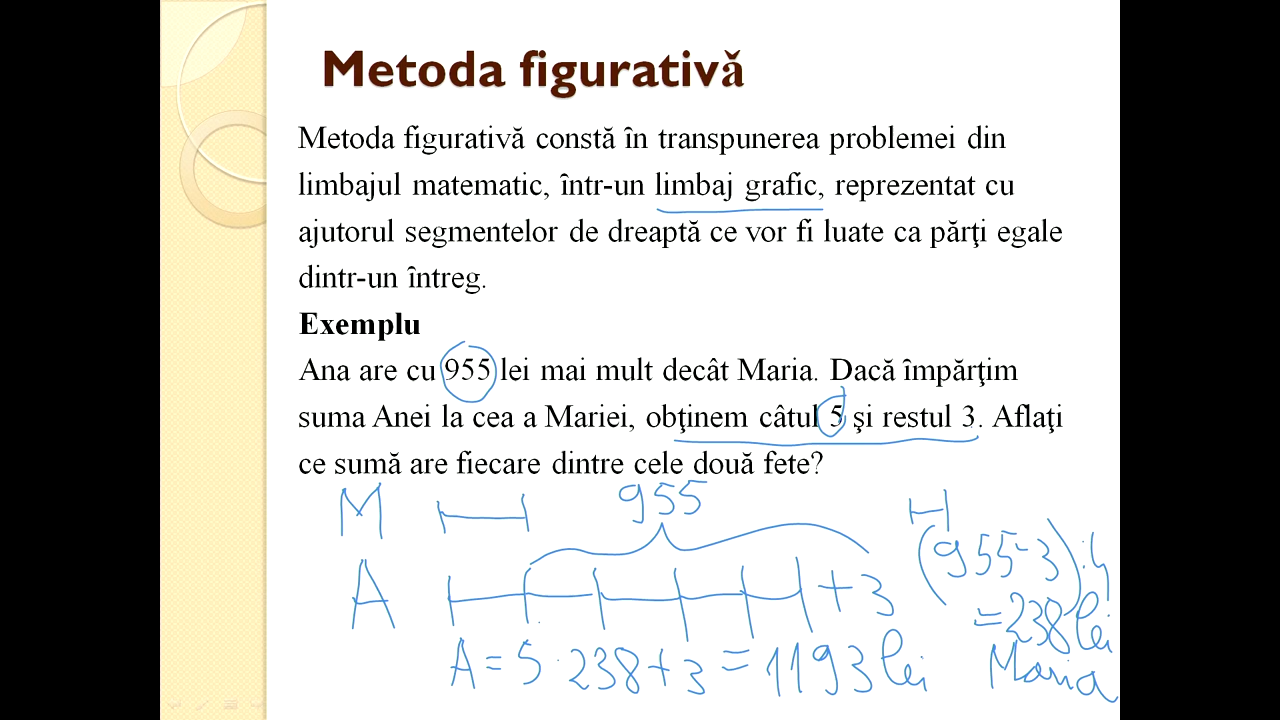 Metoda figurativă
Metoda figurativă constă în transpunerea problemei din
limbajul matematic, într-un limbaj grafic, reprezentat cu
ajutorul segmentelor de dreaptă ce vor fi luate ca părţi egale
dintr-un întreg.
Exemplu
Ana are cu 955 lei mai mult decât Maria. Dacă împărţim
suma Anei la cea a Mariei, obţinem câtul 5 şi restul 3. Aflaţi
ce sumă are fiecare dintre cele două fete?
M
955
(955-3):4
A
+3
=238 lei
A=5·238+3=1193 lei
Maria